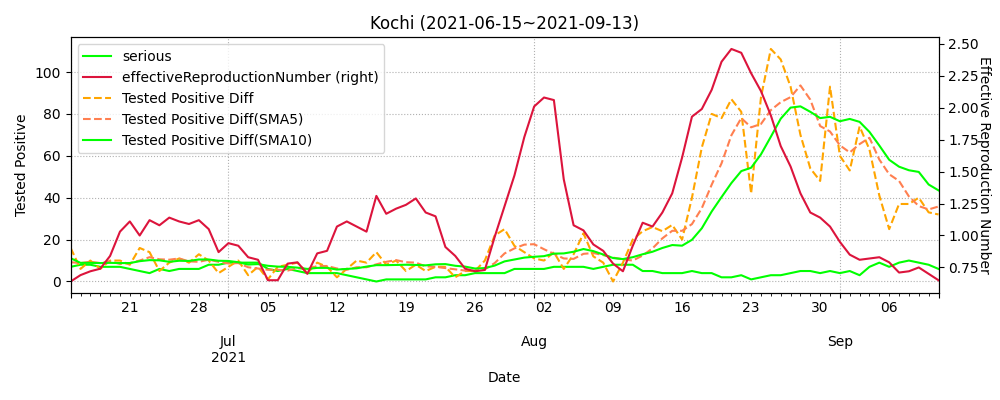 Kochi (2021-06-15~2021-09-13)
serious
effectiveReproductionNumber (right)
Tested Positive Diff
Tested Positive Diff(SMA5)
Tested Positive Diff(SMA10)
Tested Positive
100
80
60
40
20
0
2.50
2.25
2.00
1.75
1.50
1.25
1.00
0.75
Effective Reproduction Number
21 28 05 12 19 26 02 09 16 23 30 06
Jul Aug Sep
2021
Date